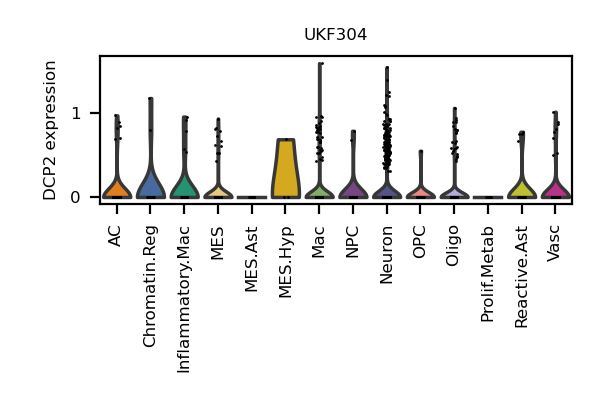 UKF304
DCP2 expression
1
0
AC
Chromatin.Reg
Inflammatory.Mac
MES
MES.Ast
MES.Hyp
Mac
NPC
Neuron
OPC
Oligo
Prolif.Metab
Reactive.Ast
Vasc